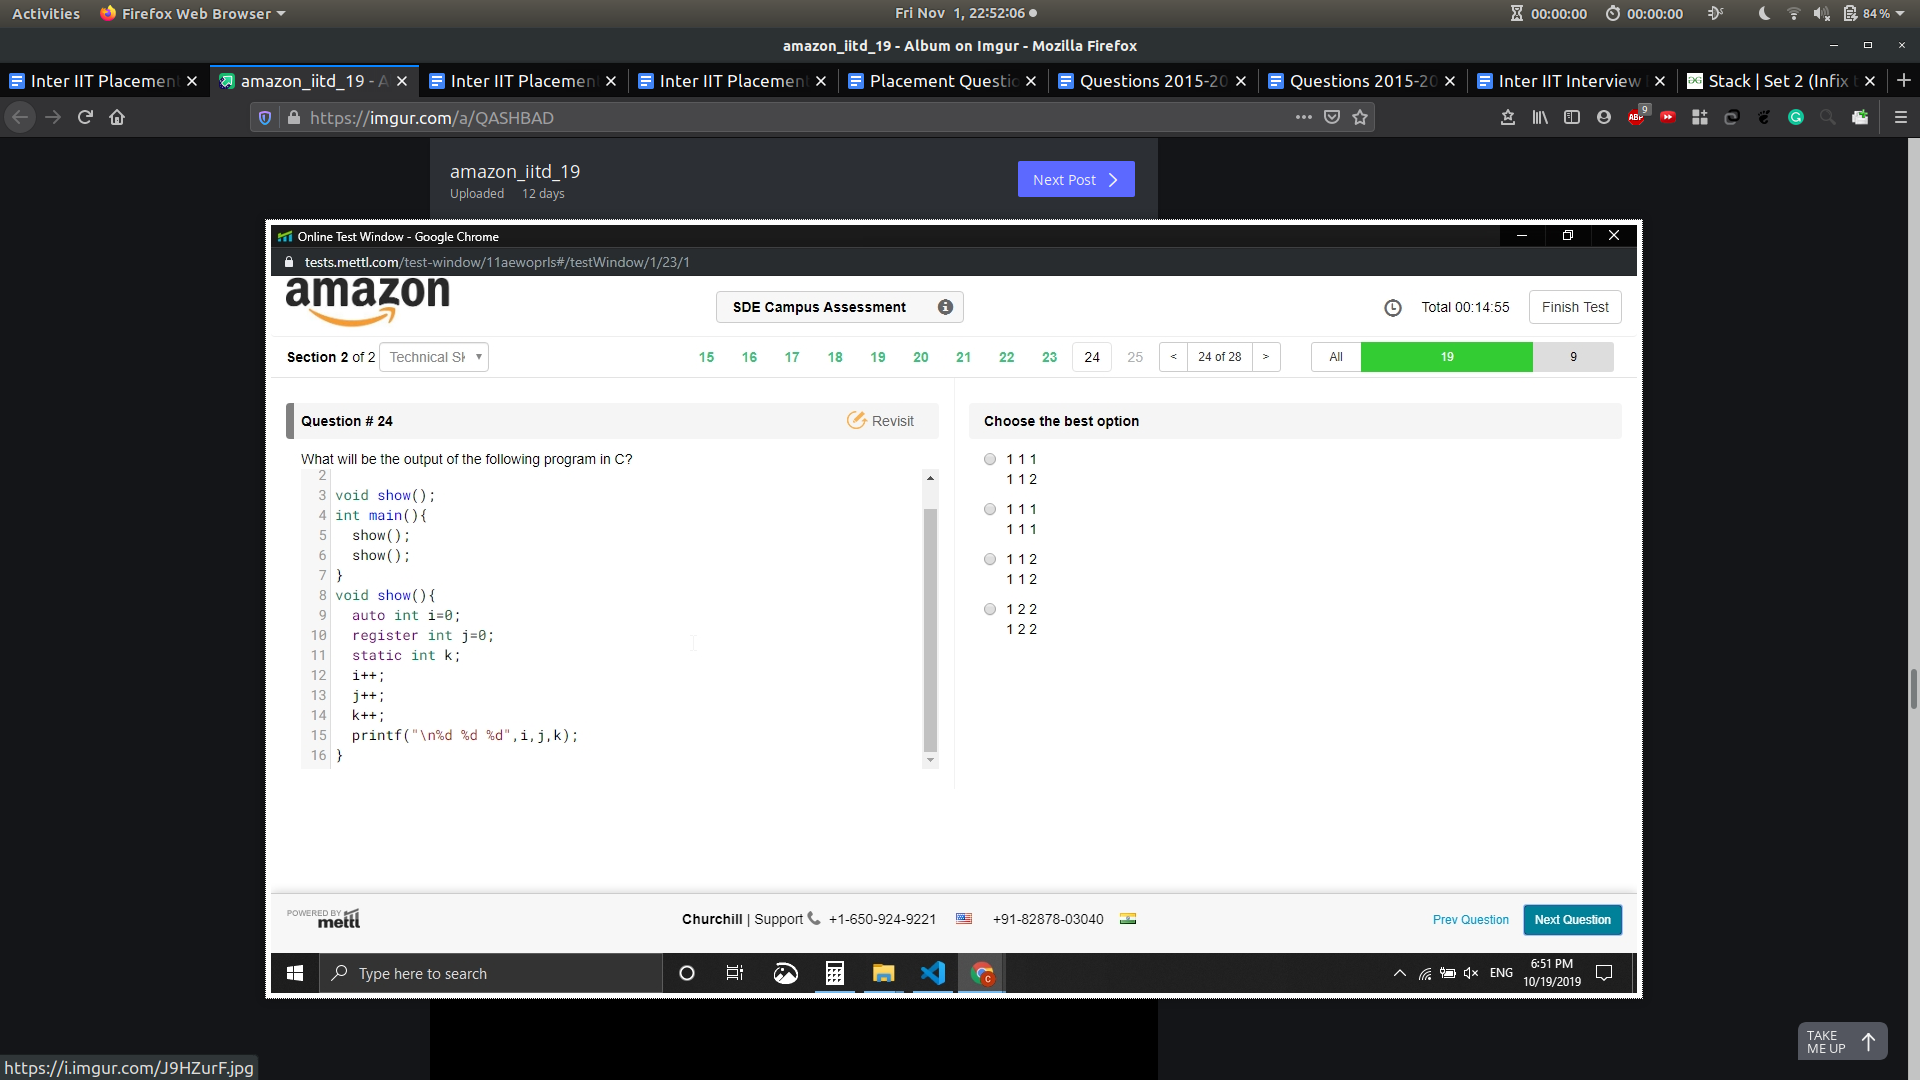 Activities Firefox Web Browser Fri Nov 1, 22:52:06 00:00:00 00:00:00 84 %
amazon_iitd_19 - Album on Imgur - Mozilla Firefox
Inter IIT Placemen amazon_iitd_19 - A Inter IIT Placemen Inter IIT Placemen Placement Questio Questions 2015-20 Questions 2015-20 Inter IIT Interview Stack | Set 2 (Infix
https://imgur.com/a/QASHBAD ABP 9
amazon_iitd_19
Uploaded 12 days
Next Post
Online Test Window - Google Chrome
tests.mettl.com/test-window/11aewoprls#/testWindow/1/23/1
amazon
SDE Campus Assessment
Total 00:14:55
Finish Test
Section 2 of 2 Technical Sk 15 16 17 18 19 20 21 22 23 24 25 < 24 of 28 > All 19 9
Question # 24
Revisit
Choose the best option
What will be the output of the following program in C?
2
3 void show();
4 int main(){
5 show();
6 show();
7 }
8 void show(){
9 auto int i=0;
10 register int j=0;
11 static int k;
12 i++;
13 j++;
14 k++;
15 printf("\n%d %d %d",i,j,k);
16 }
1 1 1
1 1 2
1 1 1
1 1 1
1 1 2
1 1 2
1 2 2
1 2 2
POWERED BY
mettl
Churchill | Support +1-650-924-9221 +91-82878-03040
Prev Question
Next Question
Type here to search
C
ENG
6:51 PM
10/19/2019
TAKE
ME UP
https://i.imgur.com/J9HZurF.jpg